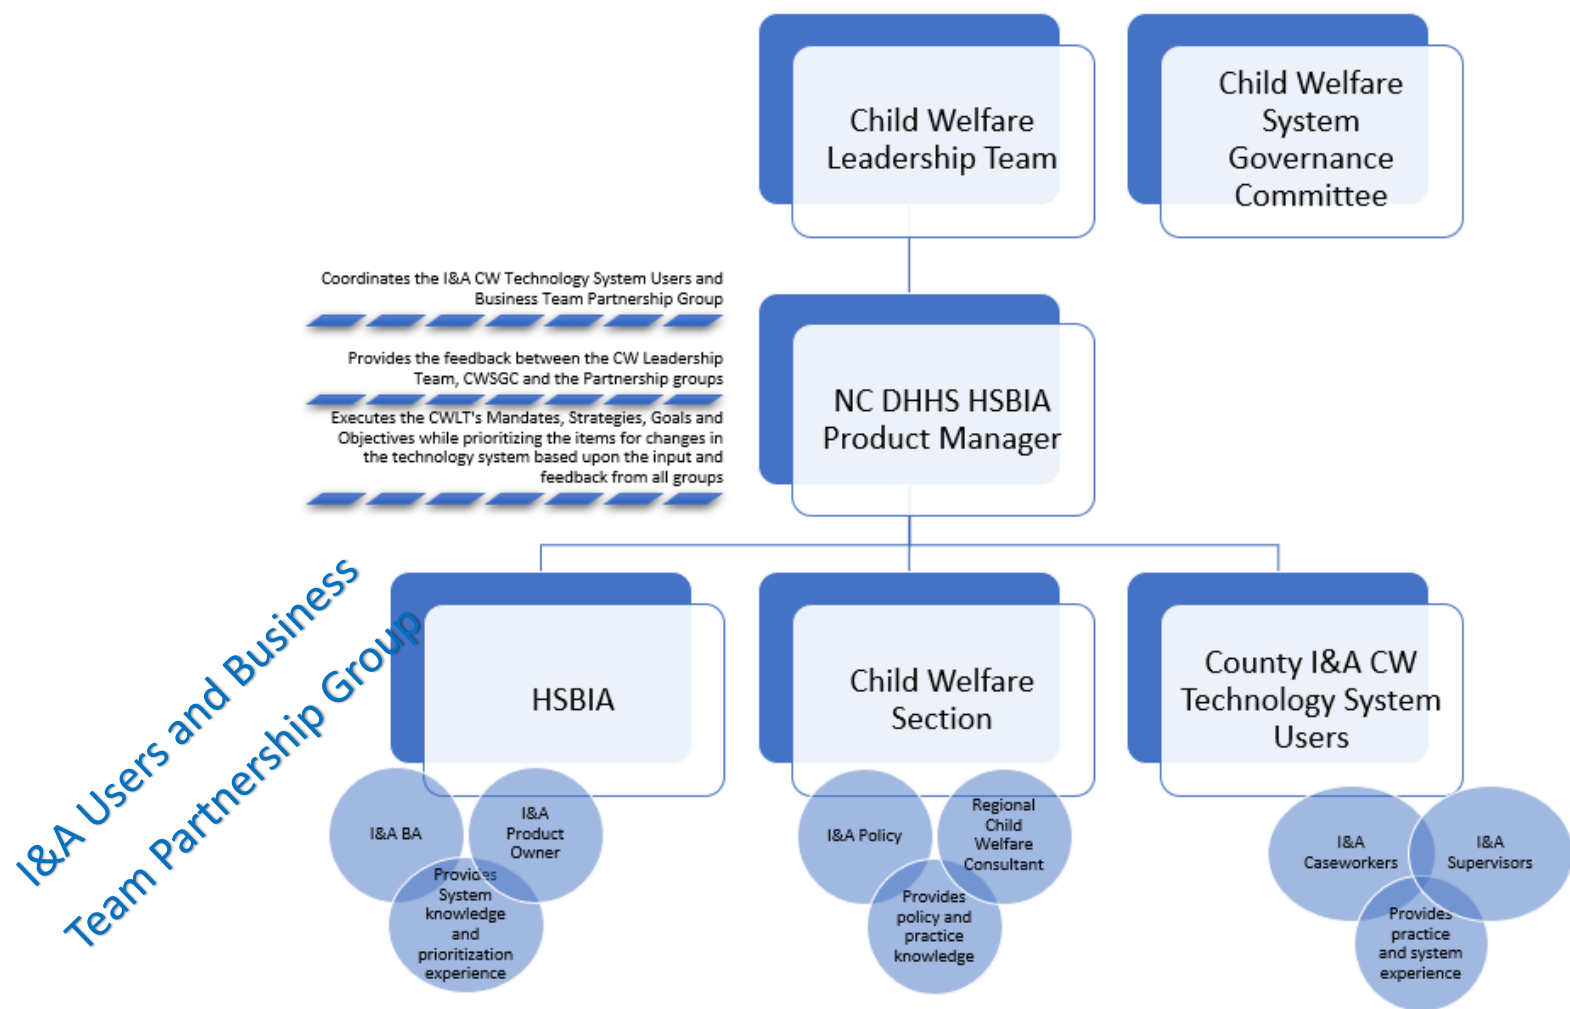 Child Welfare
Leadership Team
Child Welfare
System
Governance
Committee
Coordinates the I&A CW Technology System Users and
Business Team Partnership Group
Provides the feedback between the CW Leadership
Team, CWSGC and the Partnership groups
Executes the CWLT's Mandates, Strategies, Goals and
Objectives while prioritizing the items for changes in
the technology system based upon the input and
feedback from all groups
NC DHHS HSBIA
Product Manager
I&A Users and Business
Team Partnership Group
HSBIA
Child Welfare
Section
County I&A CW
Technology System
Users
I&A BA
I&A
Product
Owner
Provides
System
knowledge
and
prioritization
experience
I&A Policy
Regional
Child
Welfare
Consultant
Provides
policy and
practice
knowledge
I&A
Caseworkers
I&A
Supervisors
Provides
practice
and system
experience